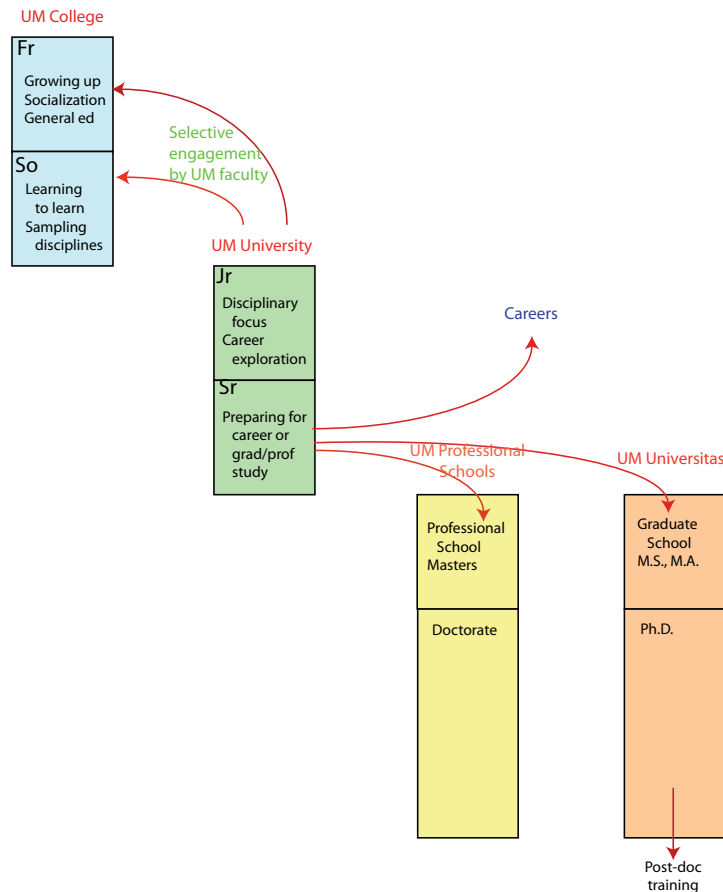 UM College
Fr
Growing up
Socialization
General ed
So
Learning
to learn
Sampling
disciplines
Selective
engagement
by UM faculty
UM University
Jr
Disciplinary
focus
Career
exploration
Sr
Preparing for
career or
grad/prof
study
Careers
UM Professional
Schools
Professional
School
Masters
Doctorate
UM Universitas
Graduate
School
M.S., M.A.
Ph.D.
Post-doc
training